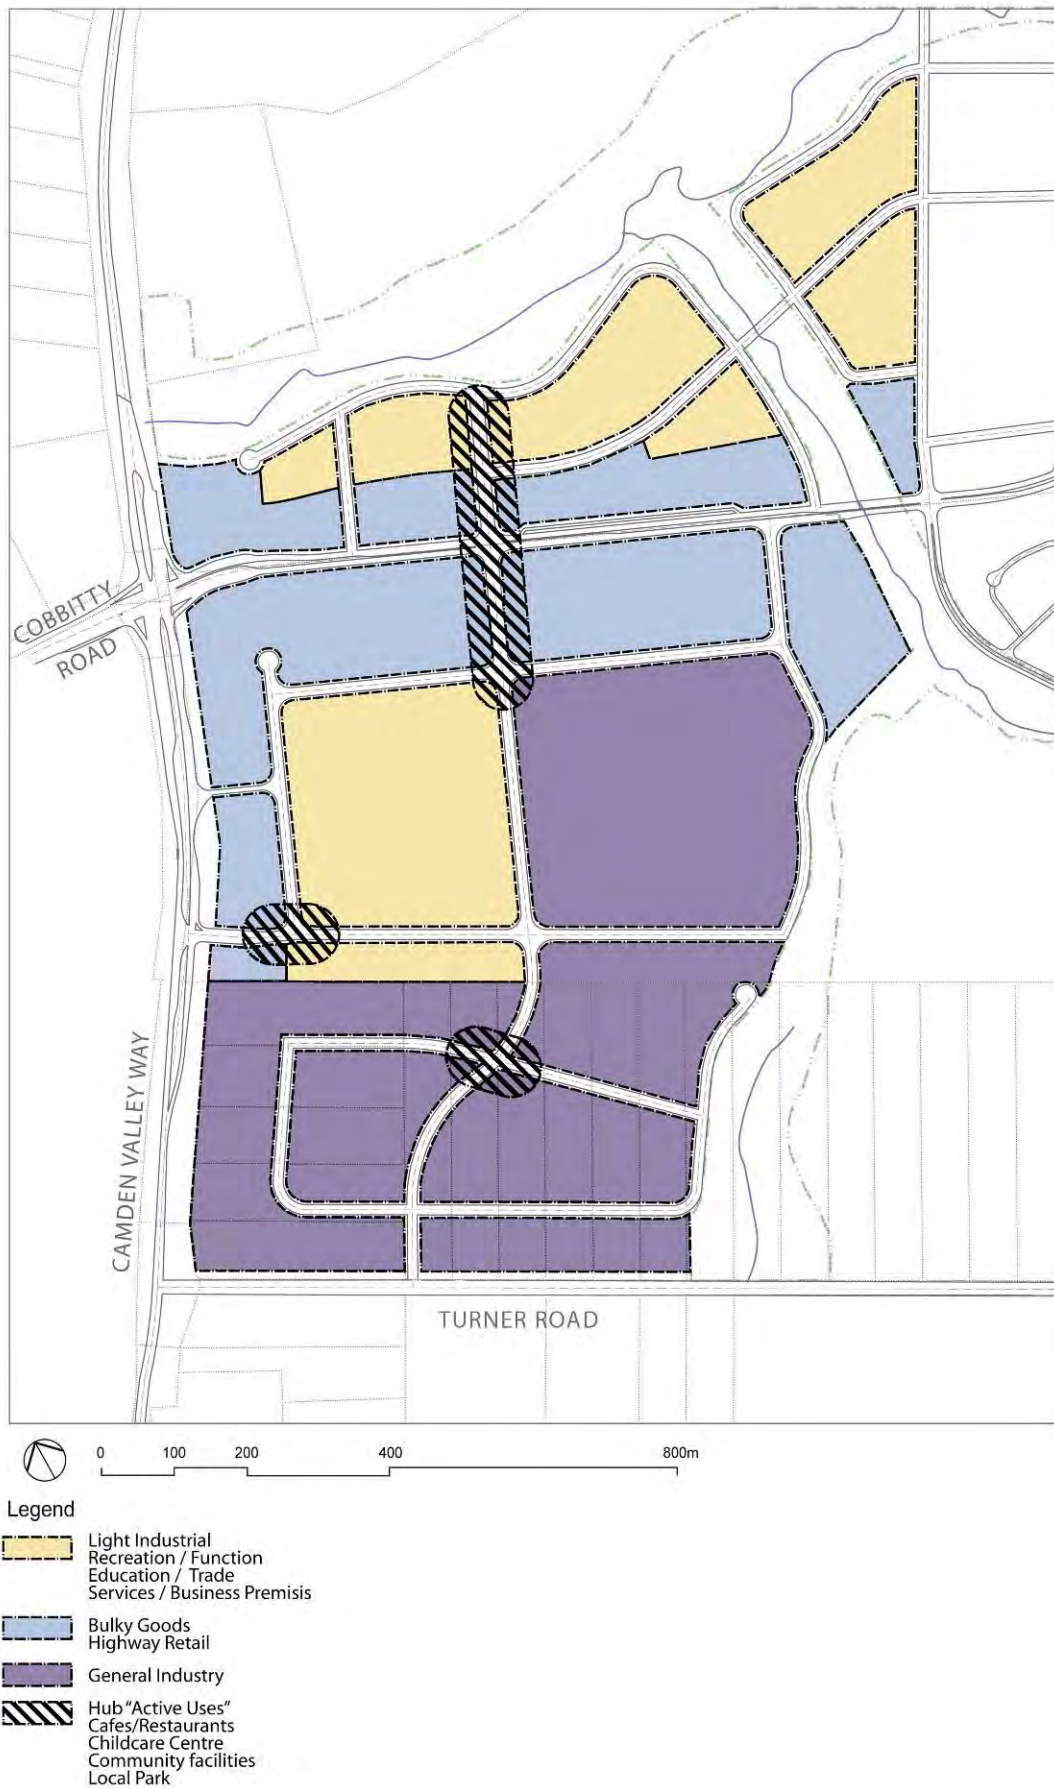 COBBITTY
ROAD
CAMDEN VALLEY WAY
TURNER ROAD
0 100 200 400 800m
Legend
Light Industrial
Recreation / Function
Education / Trade
Services / Business Premisis
Bulky Goods
Highway Retail
General Industry
Hub "Active Uses"
Cafes/Restaurants
Childcare Centre
Community facilities
Local Park